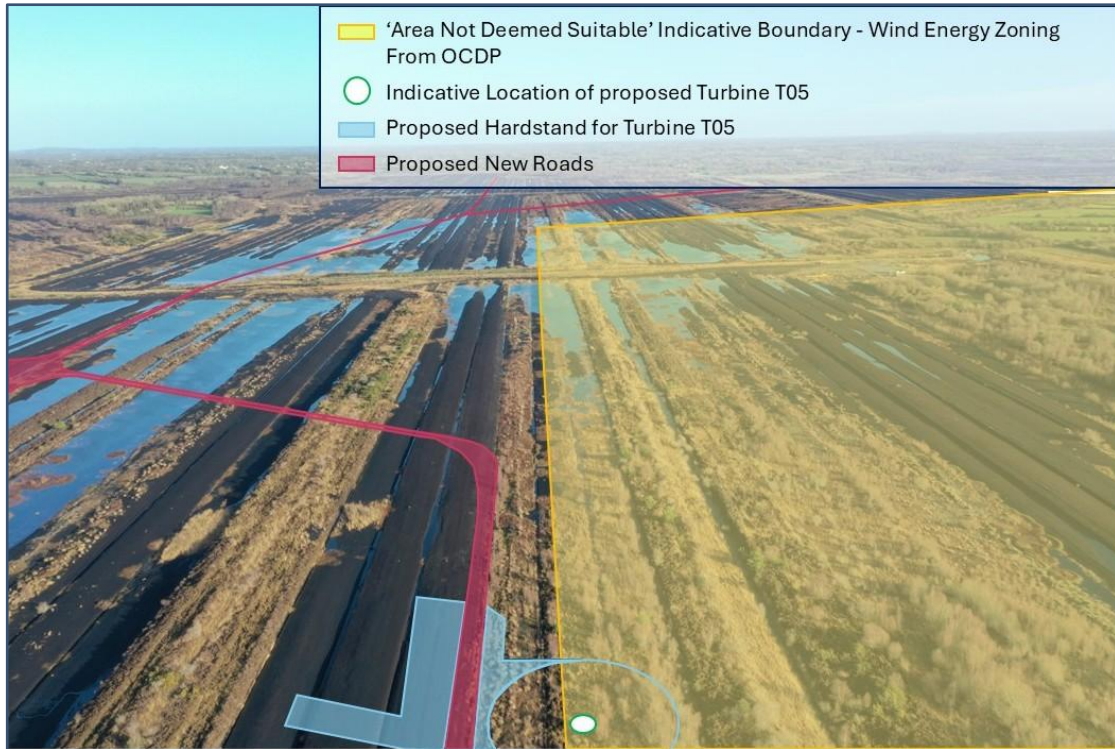 ‘Area Not Deemed Suitable’ Indicative Boundary - Wind Energy Zoning
From OCDP
Indicative Location of proposed Turbine T05
Proposed Hardstand for Turbine T05
Proposed New Roads